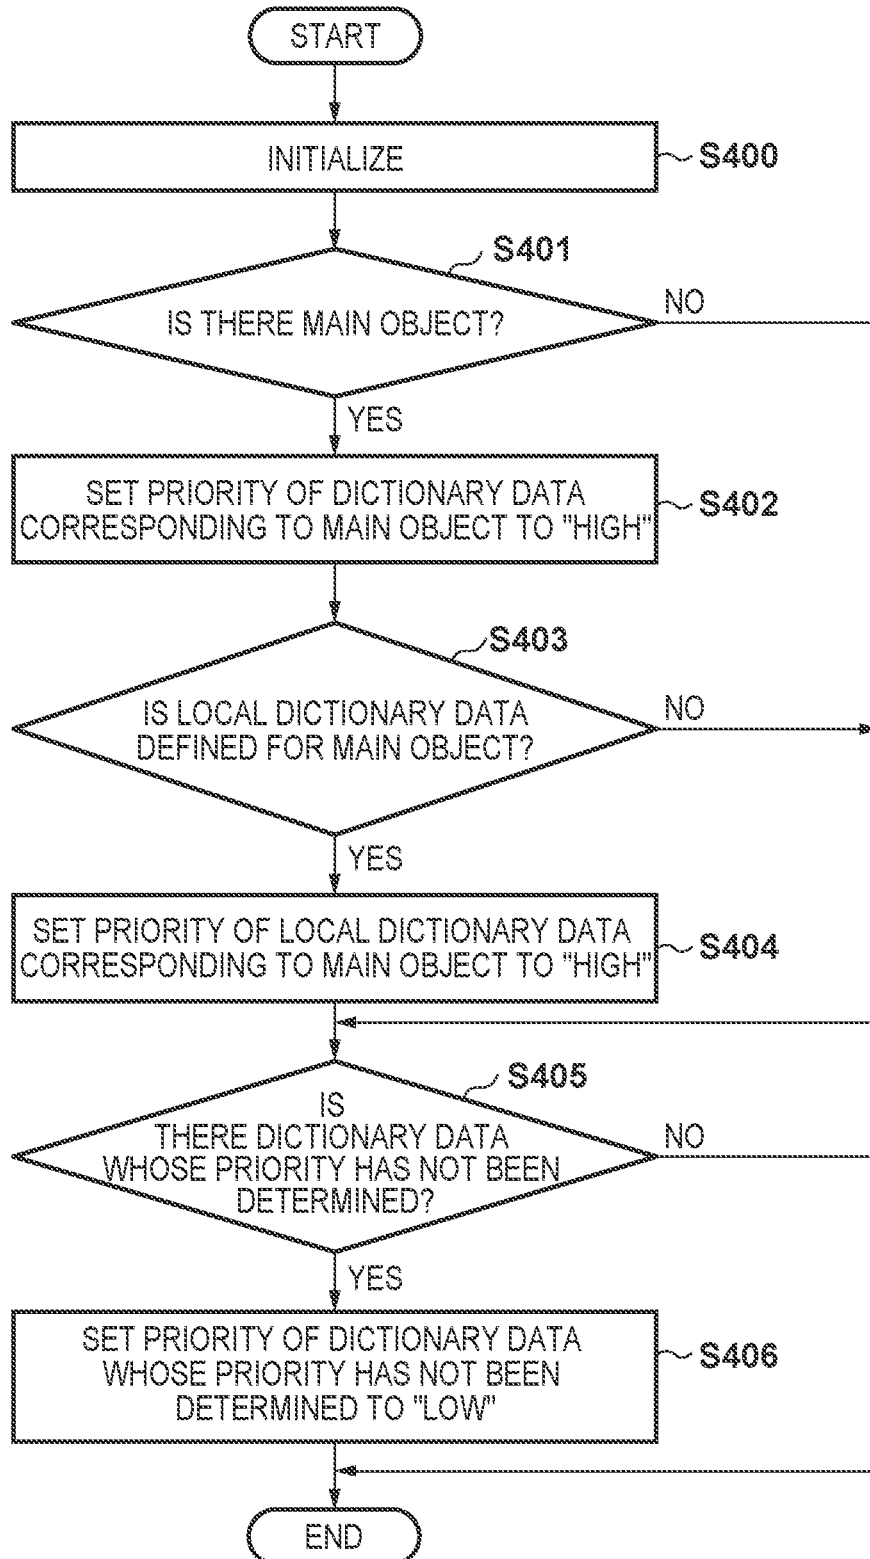 START
INITIALIZE
S400
S401
IS THERE MAIN OBJECT?
NO
YES
SET PRIORITY OF DICTIONARY DATA
CORRESPONDING TO MAIN OBJECT TO "HIGH"
S402
S403
IS LOCAL DICTIONARY DATA
DEFINED FOR MAIN OBJECT?
NO
YES
SET PRIORITY OF LOCAL DICTIONARY DATA
CORRESPONDING TO MAIN OBJECT TO "HIGH"
S404
S405
IS
THERE DICTIONARY DATA
WHOSE PRIORITY HAS NOT BEEN
DETERMINED?
NO
YES
SET PRIORITY OF DICTIONARY DATA
WHOSE PRIORITY HAS NOT BEEN
DETERMINED TO "LOW"
S406
END